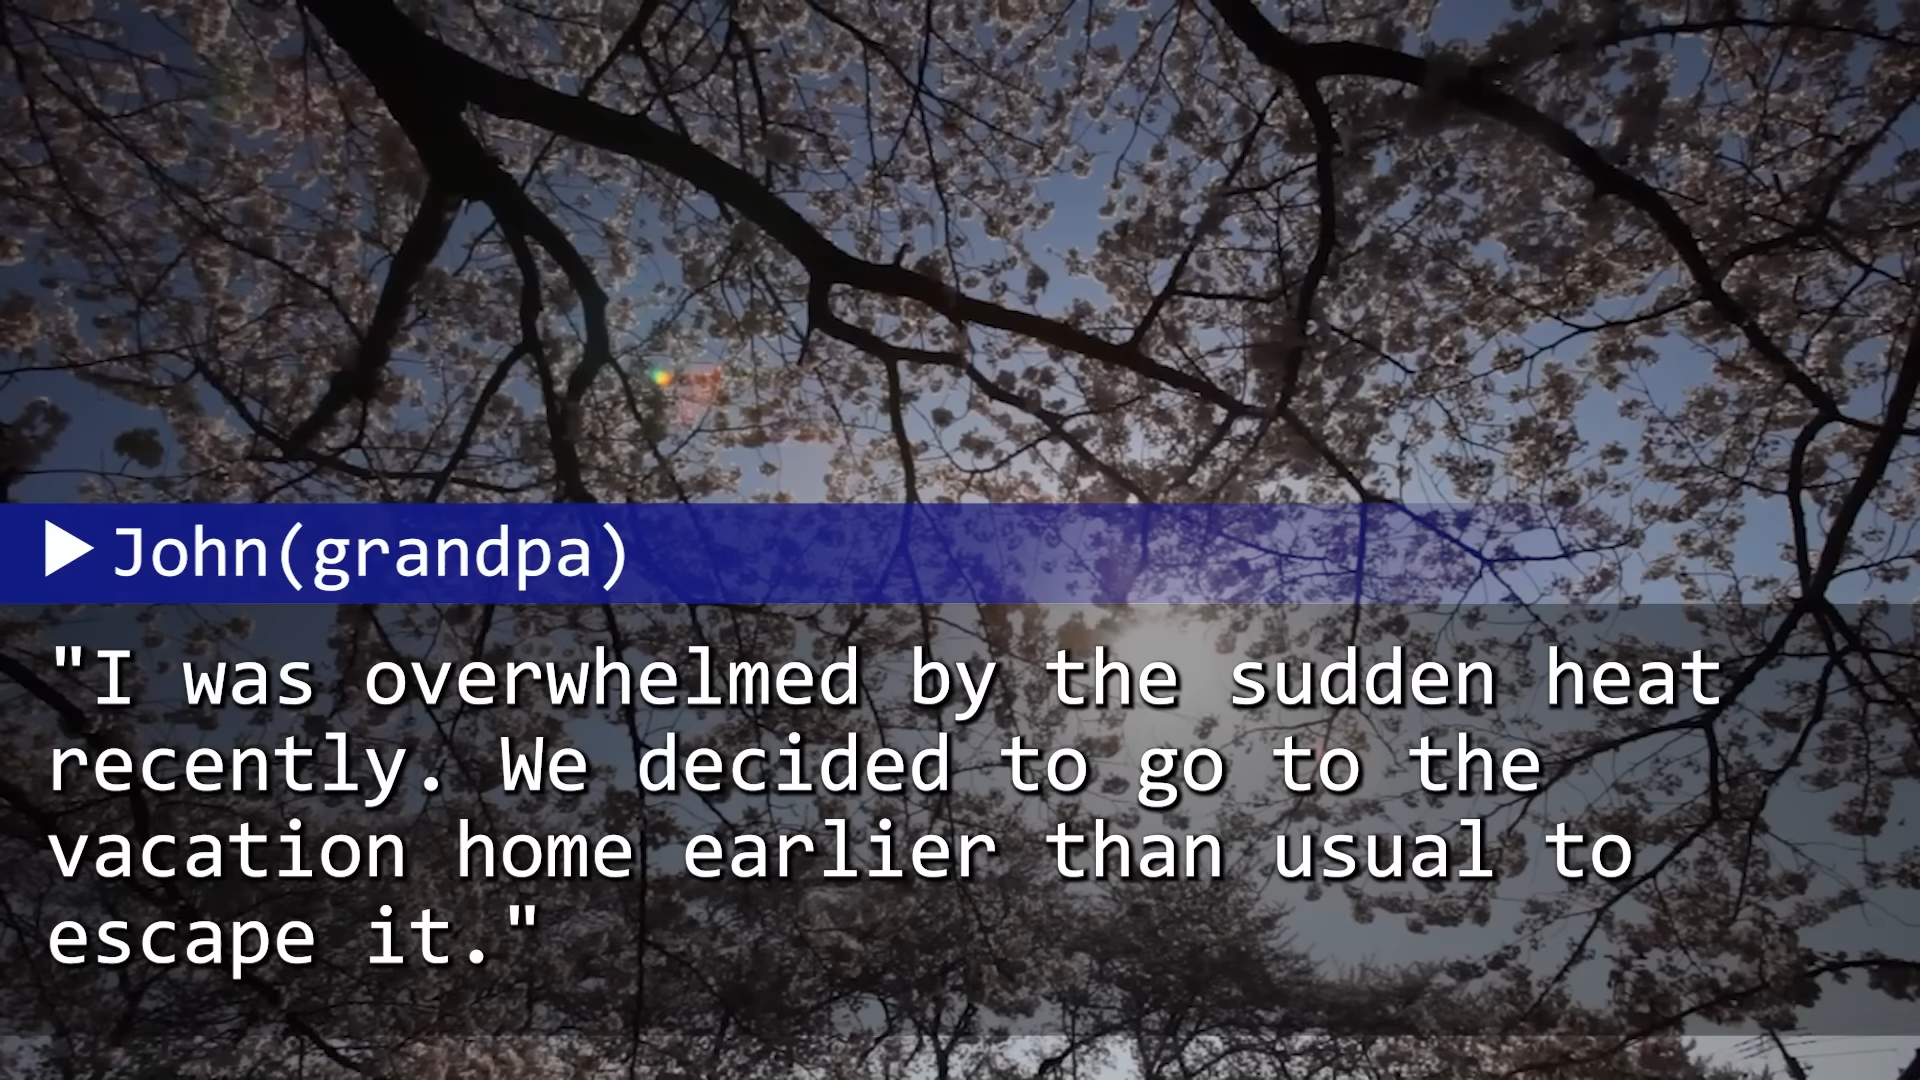 ▶John(grandpa)
"I was overwhelmed by the sudden heat
recently. We decided to go to the
vacation home earlier than usual to
escape it."